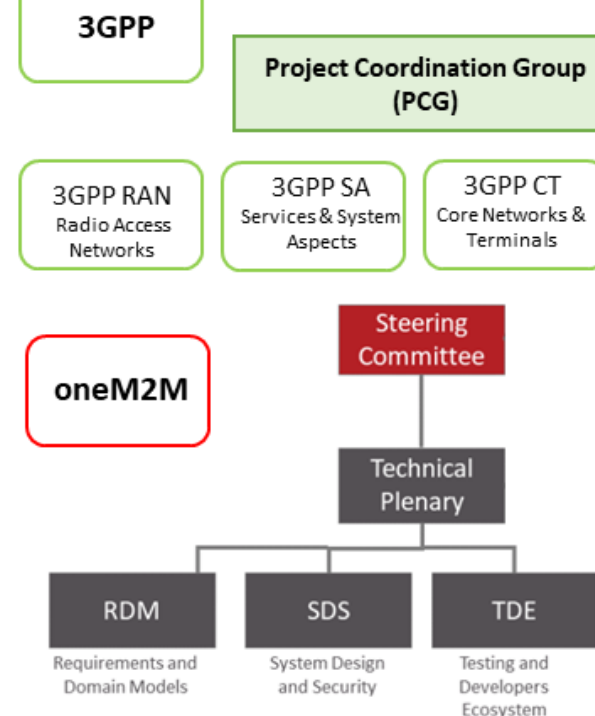 3GPP
Project Coordination Group
(PCG)
3GPP RAN
Radio Access
Networks
3GPP SA
Services & System
Aspects
3GPP CT
Core Networks &
Terminals
oneM2M
Steering
Committee
Technical
Plenary
RDM
Requirements and
Domain Models
SDS
System Design
and Security
TDE
Testing and
Developers
Ecosystem